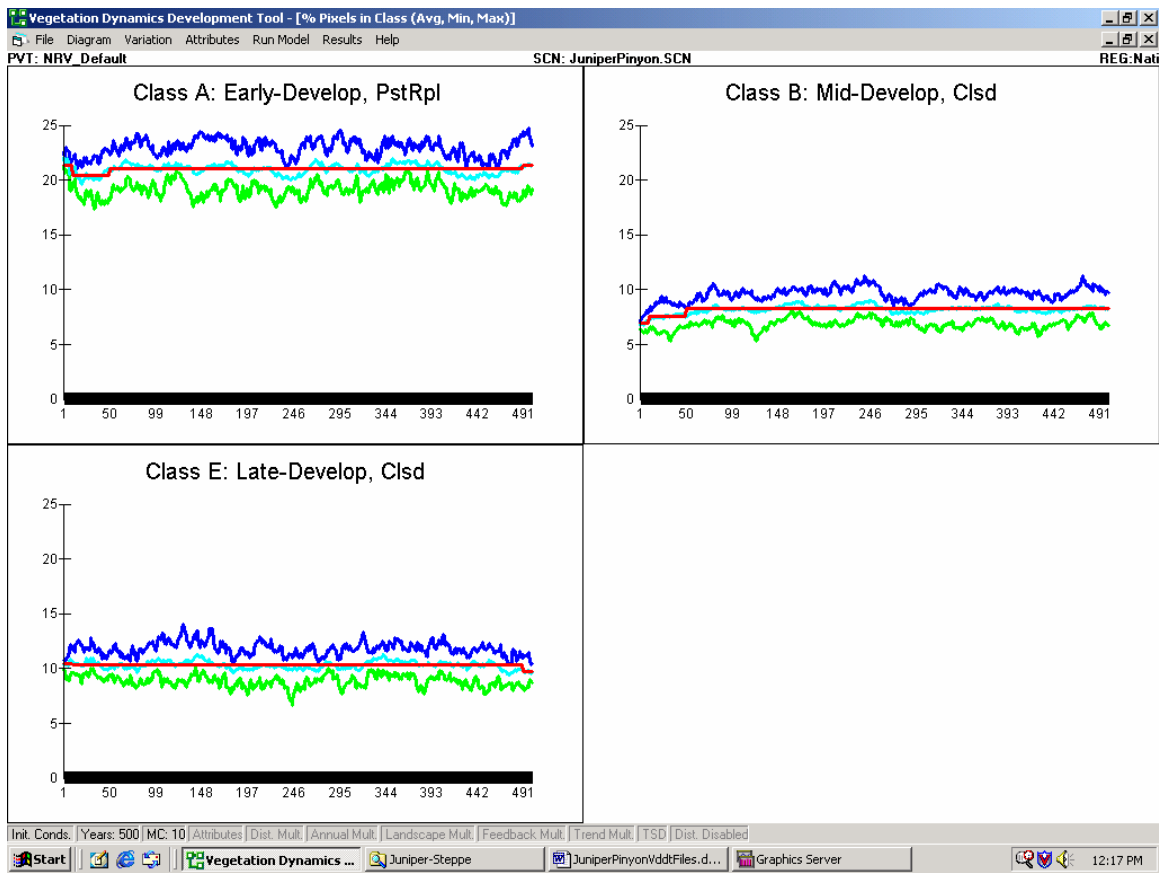 Vegetation Dynamics Development Tool - [% Pixels in Class (Avg, Min, Max)]
File Diagram Variation Attributes Run Model Results Help
PVT: NRV_Default SCN: JuniperPinyon.SCN REG:Nati
Class A: Early-Develop, PstRpl
25
20
15
10
5
0
1 50 99 148 197 246 295 344 393 442 491
Class B: Mid-Develop, Clsd
25
20
15
10
5
0
1 50 99 148 197 246 295 344 393 442 491
Class E: Late-Develop, Clsd
25
20
15
10
5
0
1 50 99 148 197 246 295 344 393 442 491
Init. Conds. Years: 500 MC: 10 Attributes Dist. Mult. Annual Mult. Landscape Mult. Feedback Mult. Trend Mult. TSD Dist. Disabled
Start Vegetation Dynamics ... Juniper-Steppe JuniperPinyonVddtFiles.d... Graphics Server 12:17 PM